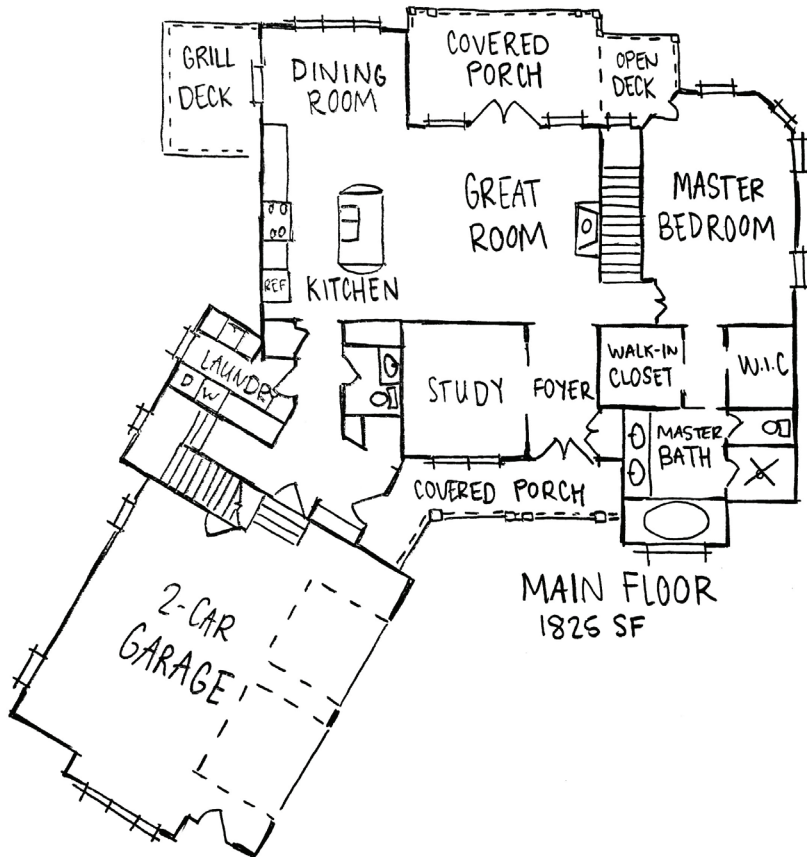 GRILL
DECK
DINING
ROOM
COVERED
PORCH
OPEN
DECK
GREAT
ROOM
MASTER
BEDROOM
REF
KITCHEN
LAUNDRY
D
W
STUDY
FOYER
WALK-IN
CLOSET
W.I.C
MASTER
BATH
COVERED PORCH
2-CAR
GARAGE
MAIN FLOOR
1825 SF